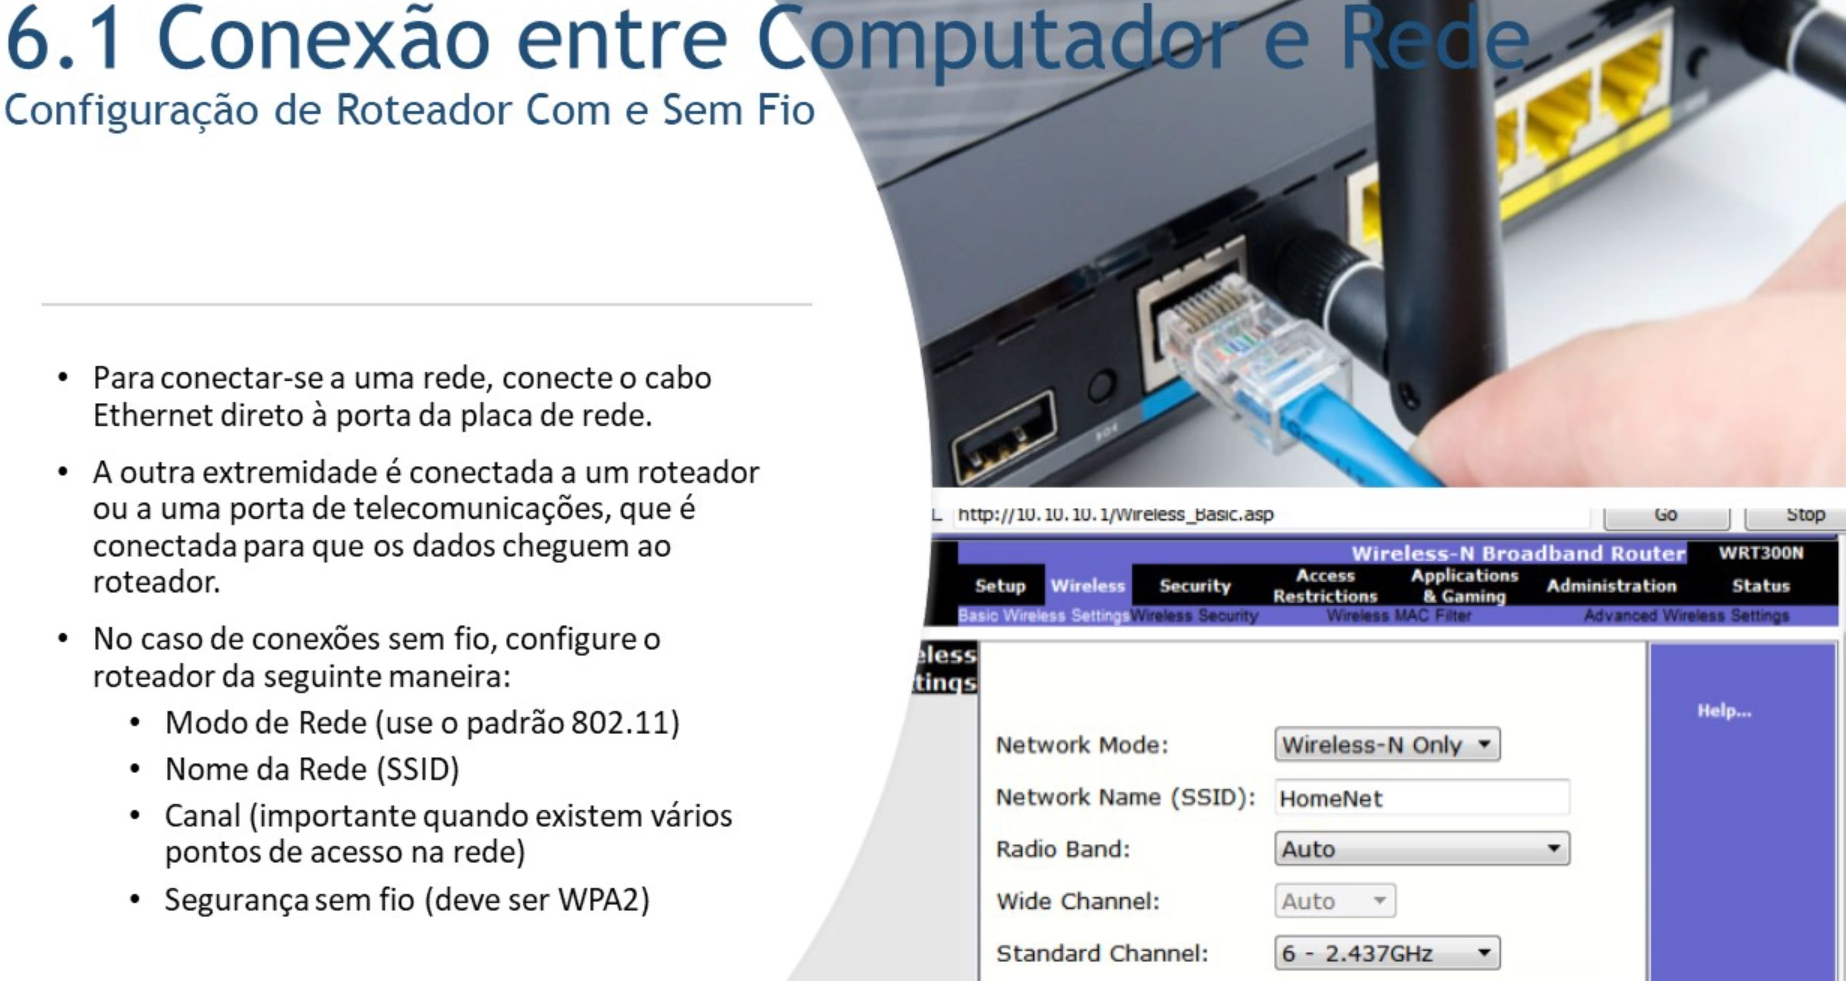 6.1 Conexão entre Computador e Rede
Configuração de Roteador Com e Sem Fio
• Para conectar-se a uma rede, conecte o cabo
Ethernet direto à porta da placa de rede.
• A outra extremidade é conectada a um roteador
ou a uma porta de telecomunicações, que é
conectada para que os dados cheguem ao
roteador.
• No caso de conexões sem fio, configure o
roteador da seguinte maneira:
• Modo de Rede (use o padrão 802.11)
• Nome da Rede (SSID)
• Canal (importante quando existem vários
pontos de acesso na rede)
• Segurança sem fio (deve ser WPA2)
http://10.10.10.1/Wireless_Basic.asp Go Stop
Wireless-N Broadband Router WRT300N
Setup Wireless Security Access Restrictions Applications & Gaming Administration Status
Basic Wireless Settings Wireless Security Wireless MAC Filter Advanced Wireless Settings
eless
tings
Help...
Network Mode: Wireless-N Only
Network Name (SSID): HomeNet
Radio Band: Auto
Wide Channel: Auto
Standard Channel: 6 - 2.437GHz